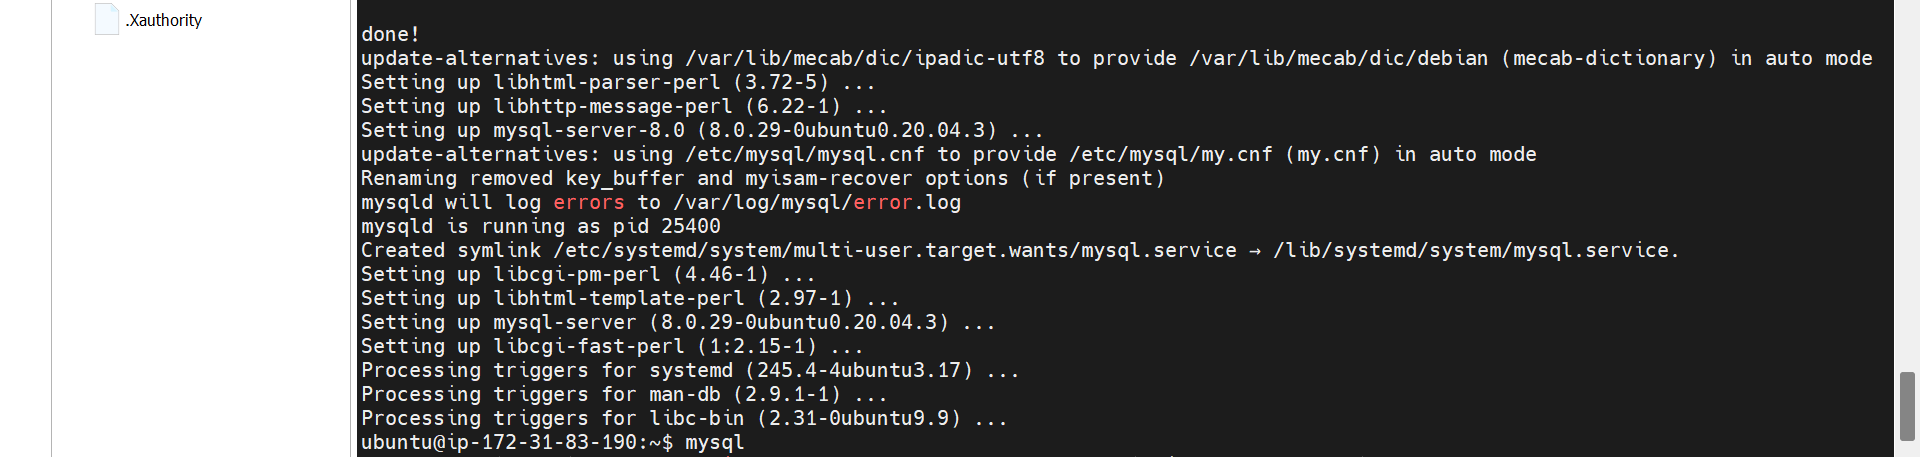 .Xauthority
done!
update-alternatives: using /var/lib/mecab/dic/ipadic-utf8 to provide /var/lib/mecab/dic/debian (mecab-dictionary) in auto mode
Setting up libhtml-parser-perl (3.72-5) ...
Setting up libhttp-message-perl (6.22-1) ...
Setting up mysql-server-8.0 (8.0.29-0ubuntu0.20.04.3) ...
update-alternatives: using /etc/mysql/mysql.cnf to provide /etc/mysql/my.cnf (my.cnf) in auto mode
Renaming removed key_buffer and myisam-recover options (if present)
mysqld will log errors to /var/log/mysql/error.log
mysqld is running as pid 25400
Created symlink /etc/systemd/system/multi-user.target.wants/mysql.service → /lib/systemd/system/mysql.service.
Setting up libcgi-pm-perl (4.46-1) ...
Setting up libhtml-template-perl (2.97-1) ...
Setting up mysql-server (8.0.29-0ubuntu0.20.04.3) ...
Setting up libcgi-fast-perl (1:2.15-1) ...
Processing triggers for systemd (245.4-4ubuntu3.17) ...
Processing triggers for man-db (2.9.1-1) ...
Processing triggers for libc-bin (2.31-0ubuntu9.9) ...
ubuntu@ip-172-31-83-190:~$ mysql